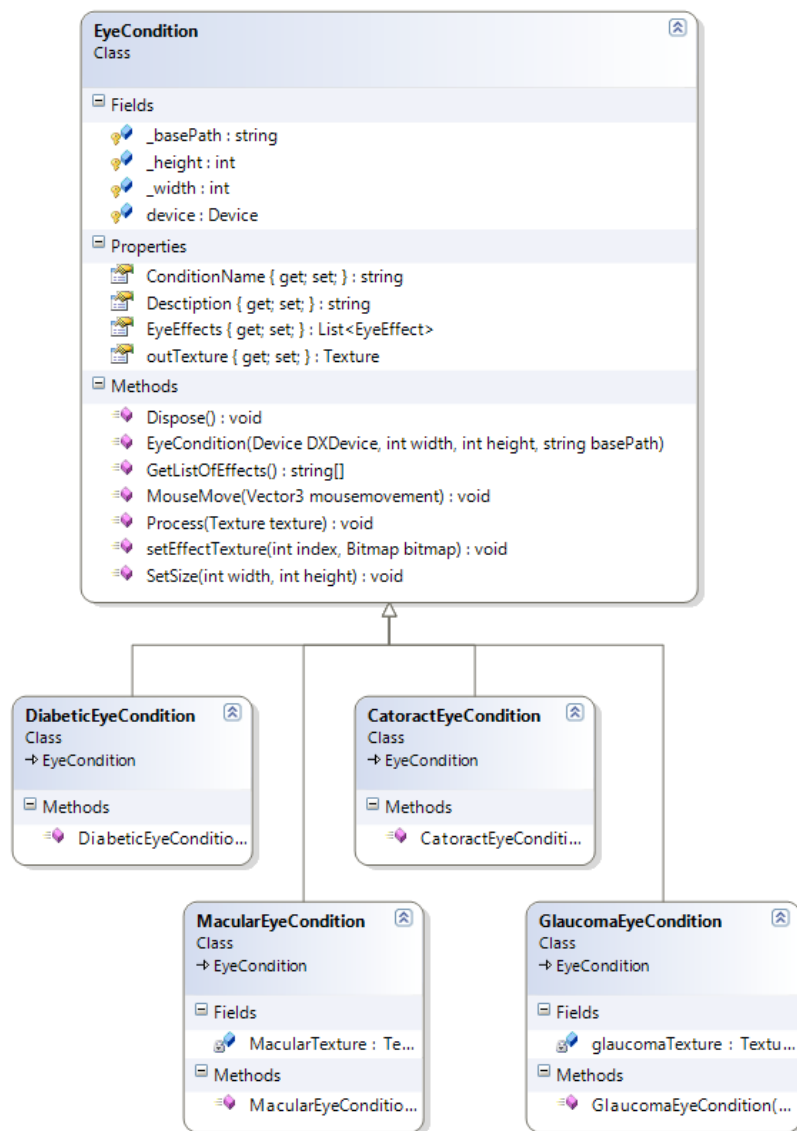 EyeCondition
Class
Fields
_basePath : string
_height : int
_width : int
device : Device
Properties
ConditionName { get; set; } : string
Desctiption { get; set; } : string
EyeEffects { get; set; } : List<EyeEffect>
outTexture { get; set; } : Texture
Methods
Dispose() : void
EyeCondition(Device DXDevice, int width, int height, string basePath)
GetListOfEffects() : string[]
MouseMove(Vector3 mousemovement) : void
Process(Texture texture) : void
setEffectTexture(int index, Bitmap bitmap) : void
SetSize(int width, int height) : void
DiabeticEyeCondition
Class
EyeCondition
Methods
DiabeticEyeConditio...
CatoractEyeCondition
Class
EyeCondition
Methods
CatoractEyeConditi...
MacularEyeCondition
Class
EyeCondition
Fields
MacularTexture : Te...
Methods
MacularEyeConditio...
GlaucomaEyeCondition
Class
EyeCondition
Fields
glaucomaTexture : Textu...
Methods
GlaucomaEyeCondition(...